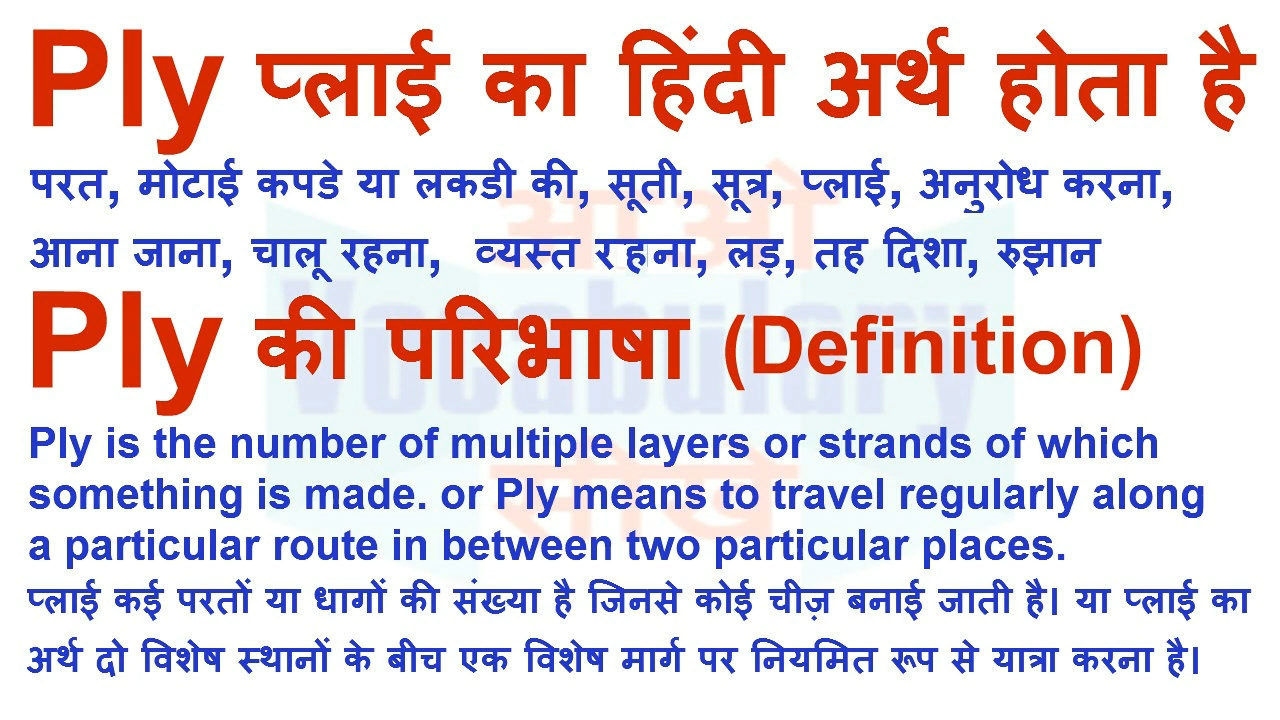 Ply प्लाई का हिंदी अर्थ होता है
परत, मोटाई कपडे या लकडी की, सूती, सूत्र, प्लाई, अनुरोध करना,
आना जाना, चालू रहना, व्यस्त रहना, लड़, तह दिशा, रुझान
Ply की परिभाषा (Definition)
Ply is the number of multiple layers or strands of which
something is made. or Ply means to travel regularly along
a particular route in between two particular places.
प्लाई कई परतों या धागों की संख्या है जिनसे कोई चीज़ बनाई जाती है। या प्लाई का
अर्थ दो विशेष स्थानों के बीच एक विशेष मार्ग पर नियमित रूप से यात्रा करना है।
आओ
Vocabulary
सीखें